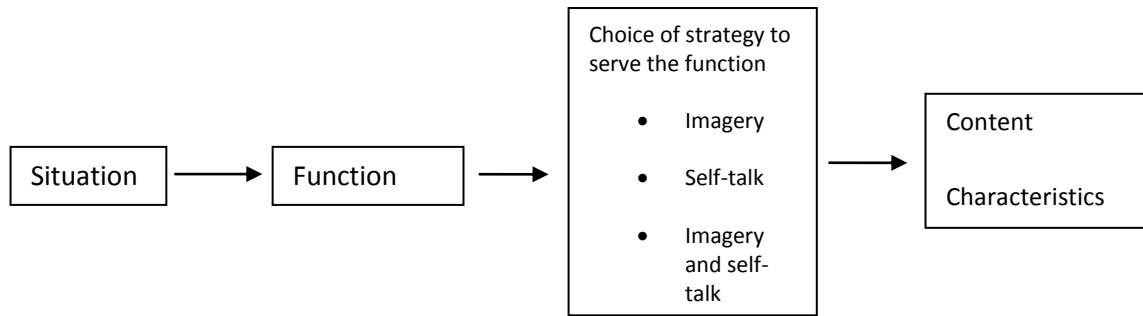 Situation
Function
Choice of strategy to
serve the function
• Imagery
• Self-talk
• Imagery
and self-
talk
Content
Characteristics